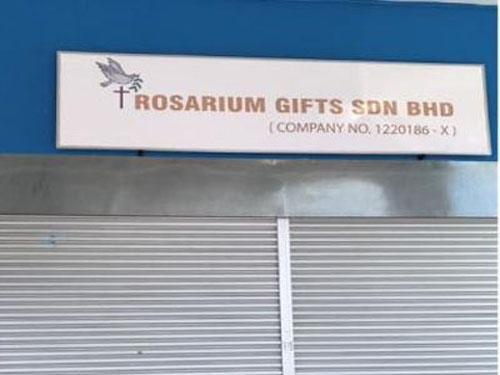 ROSARIUM GIFTS SDN BHD
( COMPANY NO. 1220186 - X )